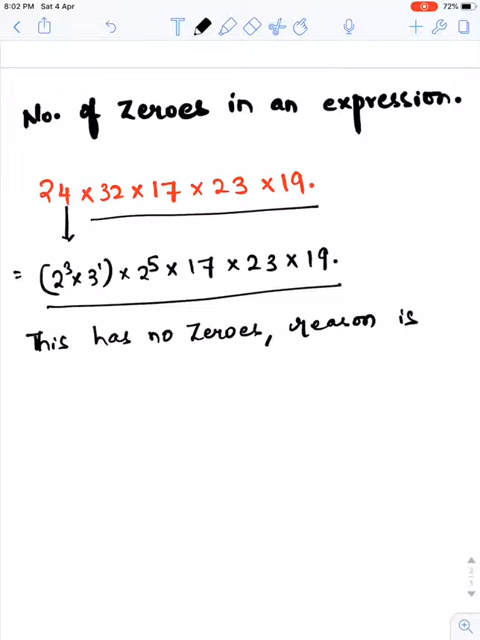 8:02 PM Sat 4 Apr 72%
No. of Zeroes in an expression.
24 × 32 × 17 × 23 × 19.
= (2³ × 3¹) × 2⁵ × 17 × 23 × 19.
This has no Zeroes, reason is